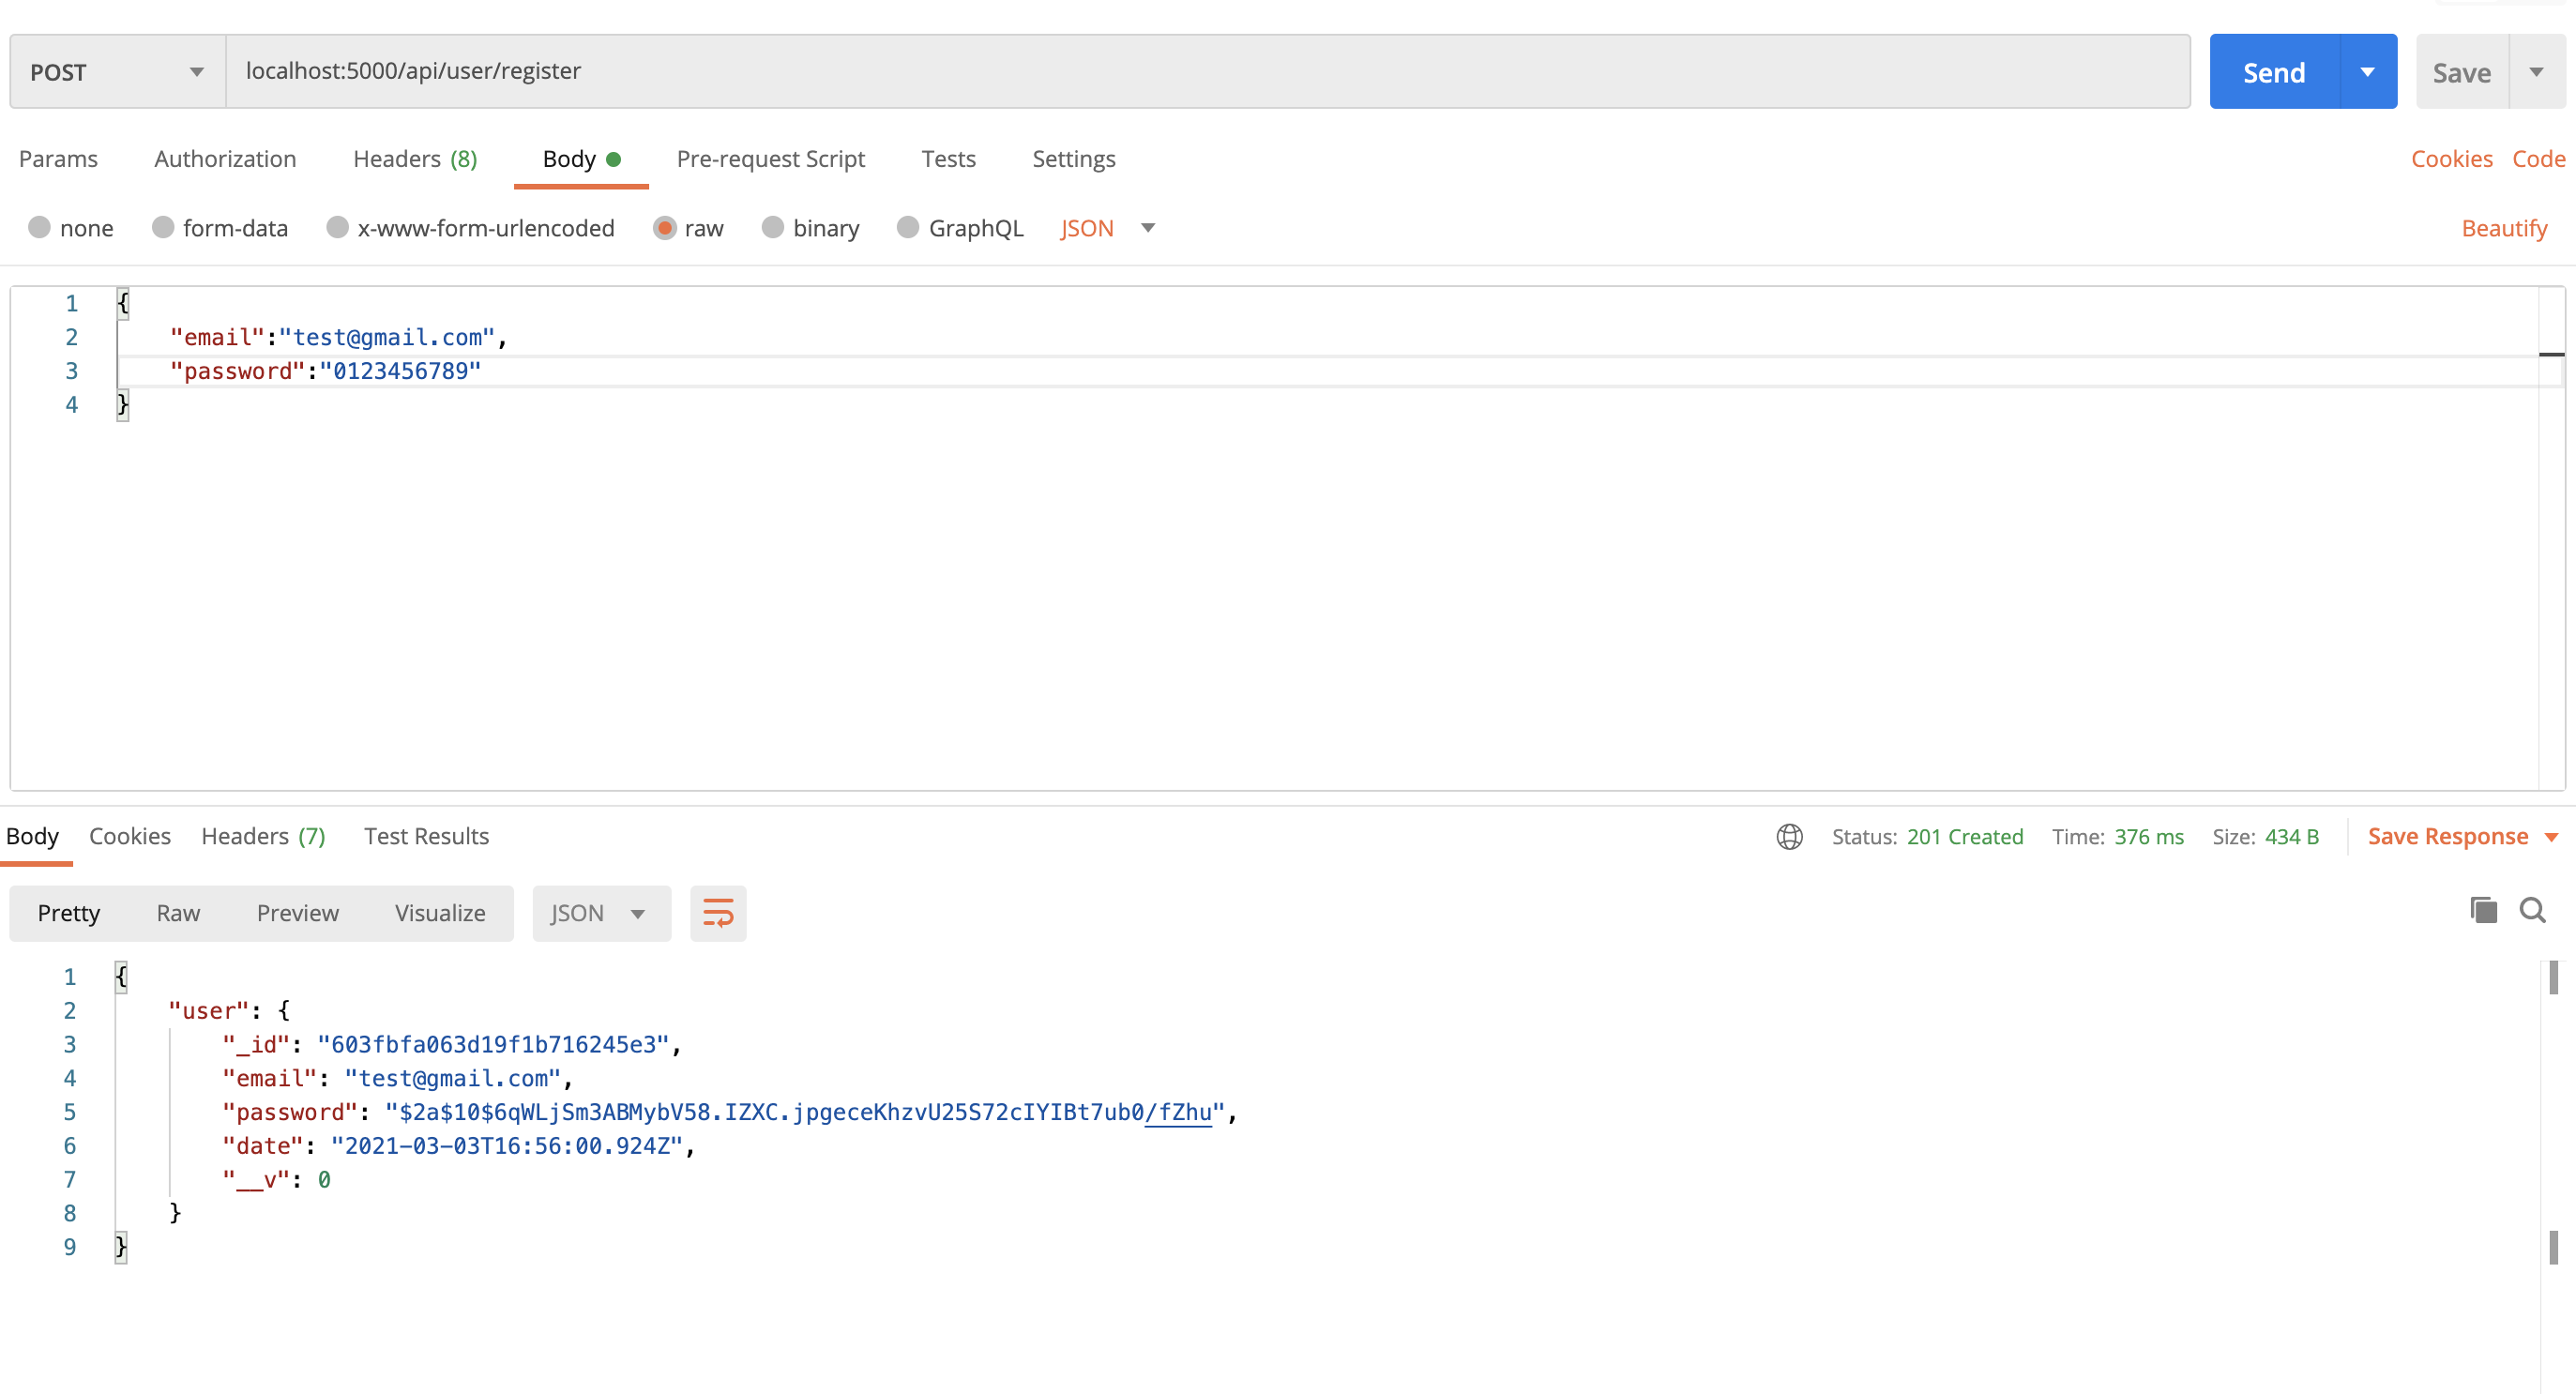 POST localhost:5000/api/user/register Send Save
Params Authorization Headers (8) Body Pre-request Script Tests Settings Cookies Code
none form-data x-www-form-urlencoded raw binary GraphQL JSON Beautify
1 {
2 "email":"test@gmail.com",
3 "password":"0123456789"
4 }
Body Cookies Headers (7) Test Results Status: 201 Created Time: 376 ms Size: 434 B Save Response
Pretty Raw Preview Visualize JSON
1 {
2 "user": {
3 "_id": "603fbfa063d19f1b716245e3",
4 "email": "test@gmail.com",
5 "password": "$2a$10$6qWLjSm3ABMybV58.IZXC.jpgeceKhzvU25S72cIYIBt7ub0/fZhu",
6 "date": "2021-03-03T16:56:00.924Z",
7 "__v": 0
8 }
9 }